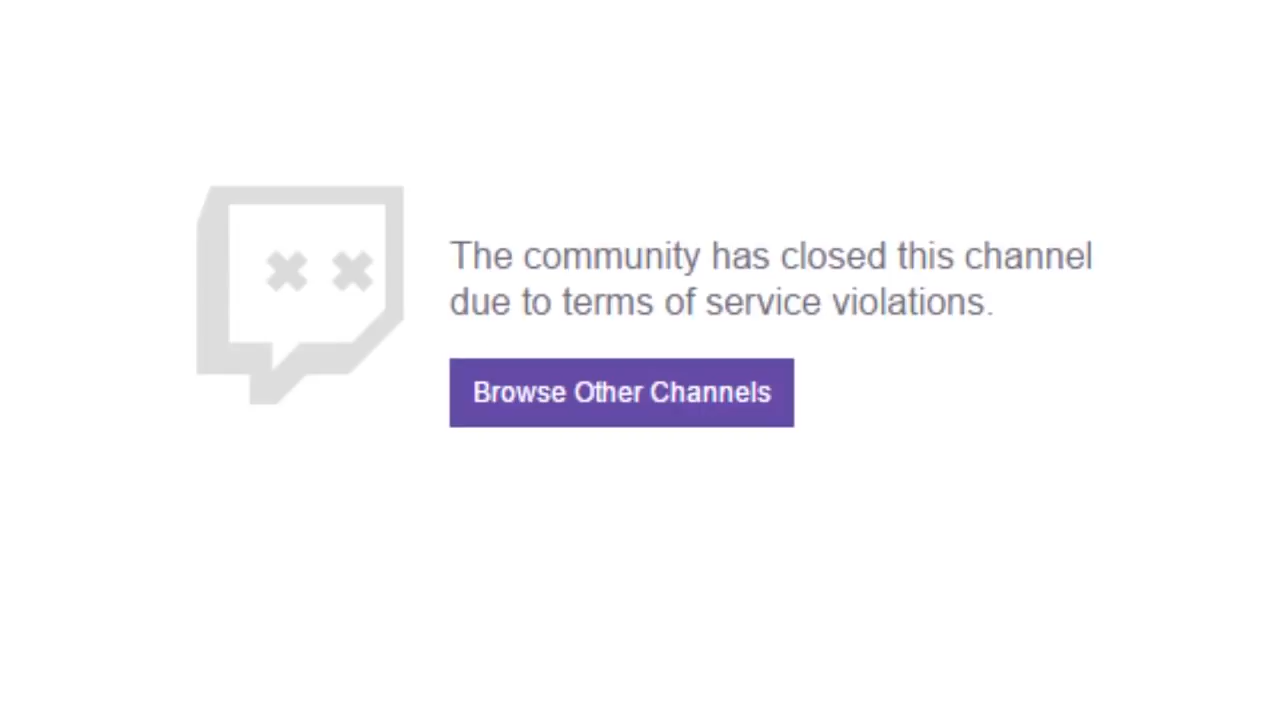 The community has closed this channel
due to terms of service violations.
Browse Other Channels